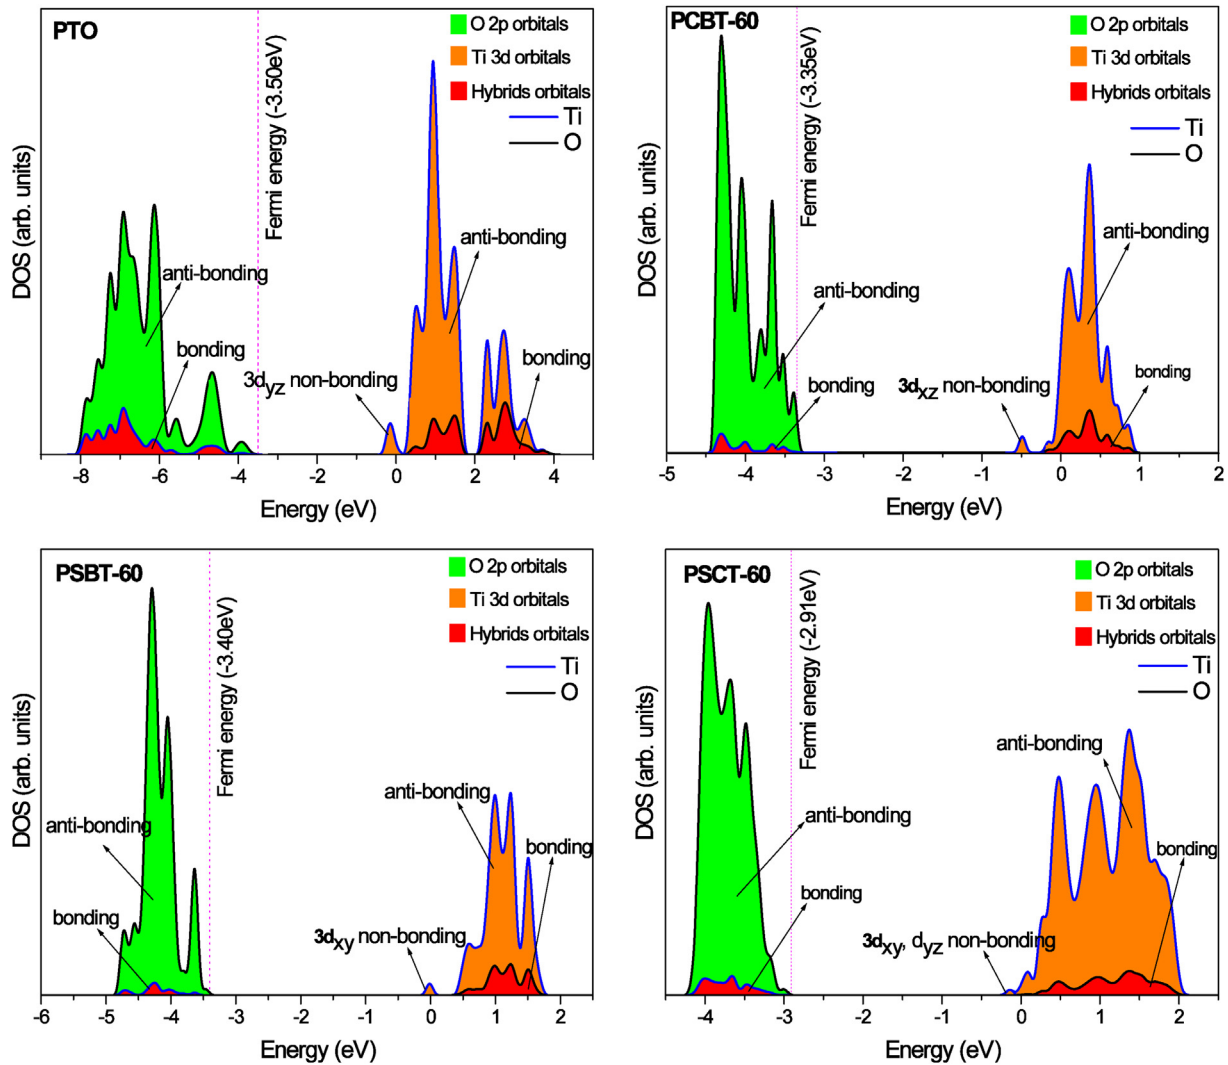 PTO
O 2p orbitals
Ti 3d orbitals
Hybrids orbitals
Ti
O
Fermi energy (-3.50eV)
DOS (arb. units)
anti-bonding
bonding
3dyz non-bonding
anti-bonding
bonding
-8 -6 -4 -2 0 2 4
Energy (eV)
PCBT-60
O 2p orbitals
Ti 3d orbitals
Hybrids orbitals
Ti
O
Fermi energy (-3.35eV)
DOS (arb. units)
anti-bonding
bonding
3dxz non-bonding
anti-bonding
bonding
-5 -4 -3 -2 -1 0 1 2
Energy (eV)
PSBT-60
O 2p orbitals
Ti 3d orbitals
Hybrids orbitals
Ti
O
Fermi energy (-3.40eV)
DOS (arb. units)
anti-bonding
bonding
3dxy non-bonding
anti-bonding
bonding
-6 -5 -4 -3 -2 -1 0 1 2
Energy (eV)
PSCT-60
O 2p orbitals
Ti 3d orbitals
Hybrids orbitals
Ti
O
Fermi energy (-2.91eV)
DOS (arb. units)
anti-bonding
bonding
3dxy, dyz non-bonding
anti-bonding
bonding
-4 -3 -2 -1 0 1 2
Energy (eV)